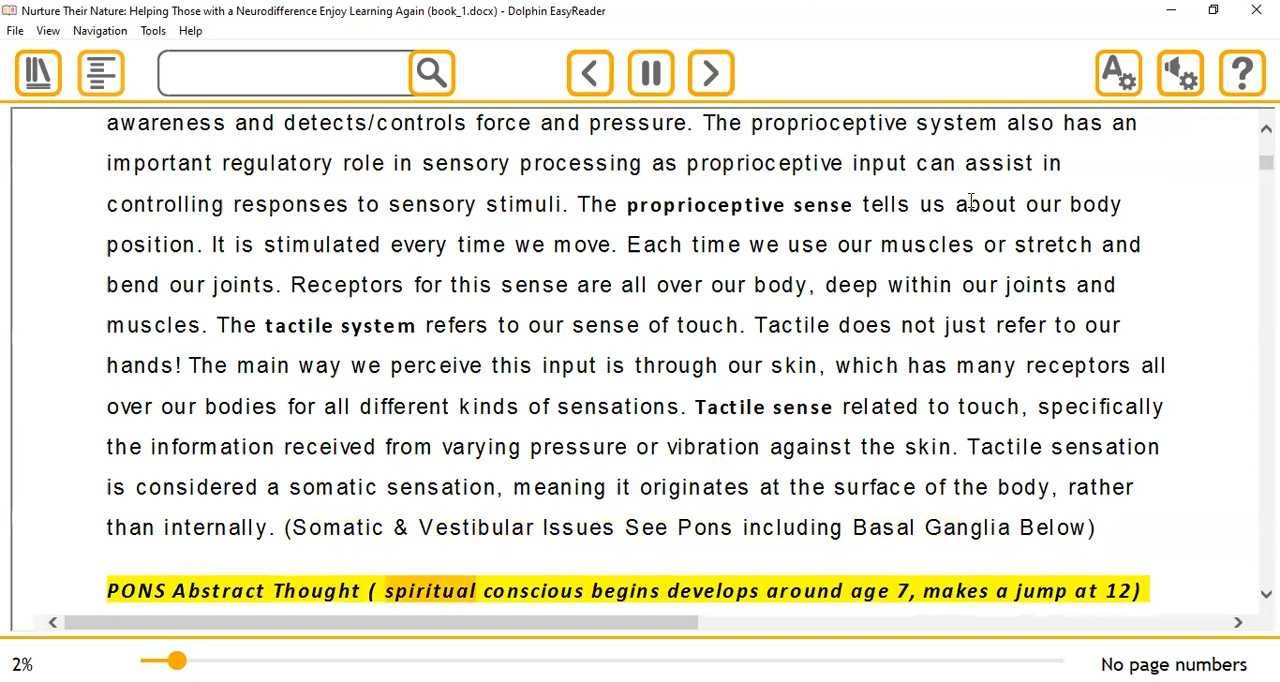 Nurture Their Nature: Helping Those with a Neurodifference Enjoy Learning Again (book_1.docx) - Dolphin EasyReader
File View Navigation Tools Help
awareness and detects/controls force and pressure. The proprioceptive system also has an
important regulatory role in sensory processing as proprioceptive input can assist in
controlling responses to sensory stimuli. The proprioceptive sense tells us about our body
position. It is stimulated every time we move. Each time we use our muscles or stretch and
bend our joints. Receptors for this sense are all over our body, deep within our joints and
muscles. The tactile system refers to our sense of touch. Tactile does not just refer to our
hands! The main way we perceive this input is through our skin, which has many receptors all
over our bodies for all different kinds of sensations. Tactile sense related to touch, specifically
the information received from varying pressure or vibration against the skin. Tactile sensation
is considered a somatic sensation, meaning it originates at the surface of the body, rather
than internally. (Somatic & Vestibular Issues See Pons including Basal Ganglia Below)
PONS Abstract Thought ( spiritual conscious begins develops around age 7, makes a jump at 12)
2%
No page numbers